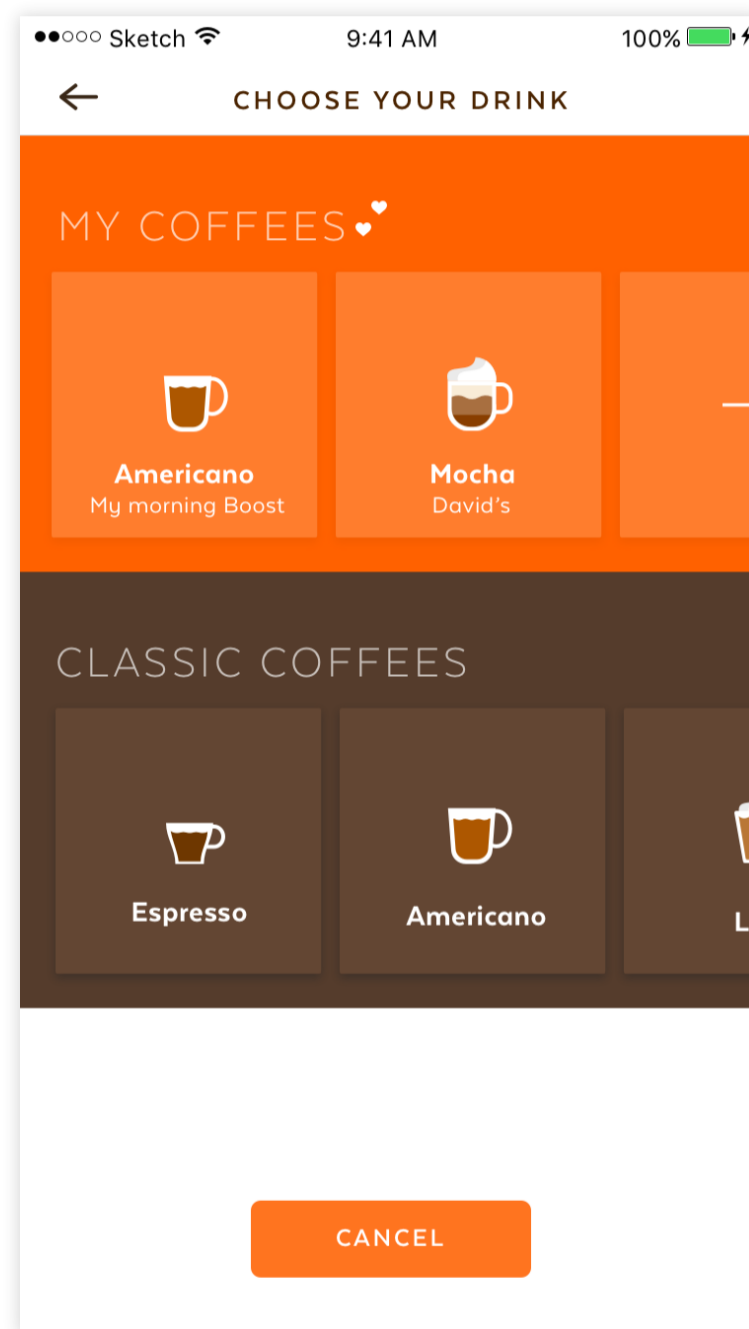 Sketch 9:41 AM 100%
CHOOSE YOUR DRINK
MY COFFEES
Americano
My morning Boost
Mocha
David's
CLASSIC COFFEES
Espresso
Americano
L
CANCEL